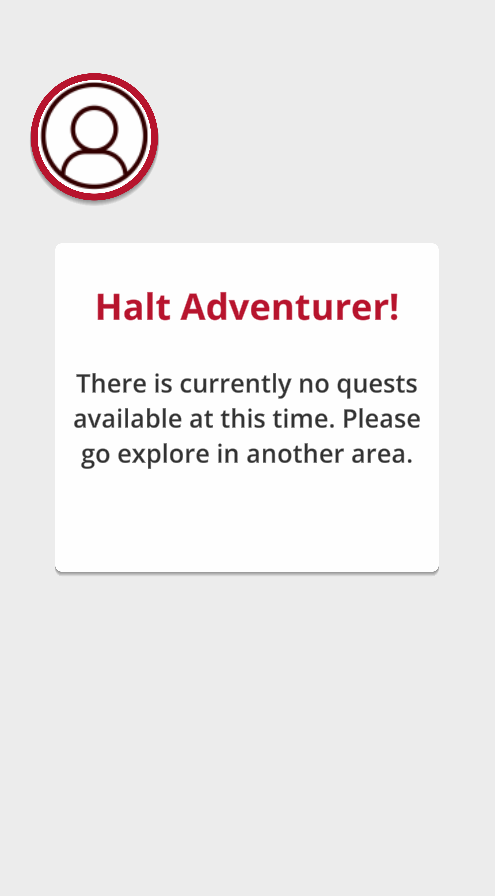 Halt Adventurer!
There is currently no quests
available at this time. Please
go explore in another area.